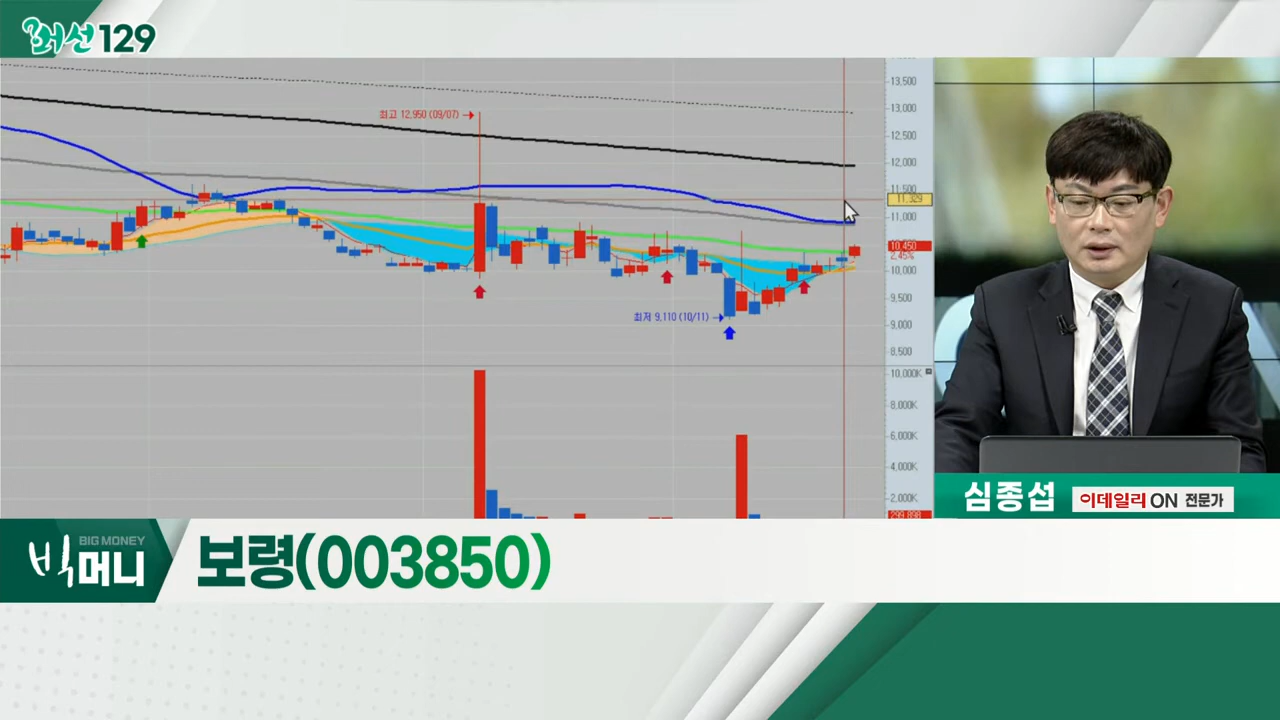 최선129
최고 12,950 (09/07)
최저 9,110 (10/11)
13,500
13,000
12,500
12,000
11,500
11,329
11,000
10,450
2.45%
10,000
9,500
9,000
8,500
10,000K
8,000K
6,000K
4,000K
2,000K
심종섭
이데일리ON 전문가
BIG MONEY
빅머니
보령(003850)